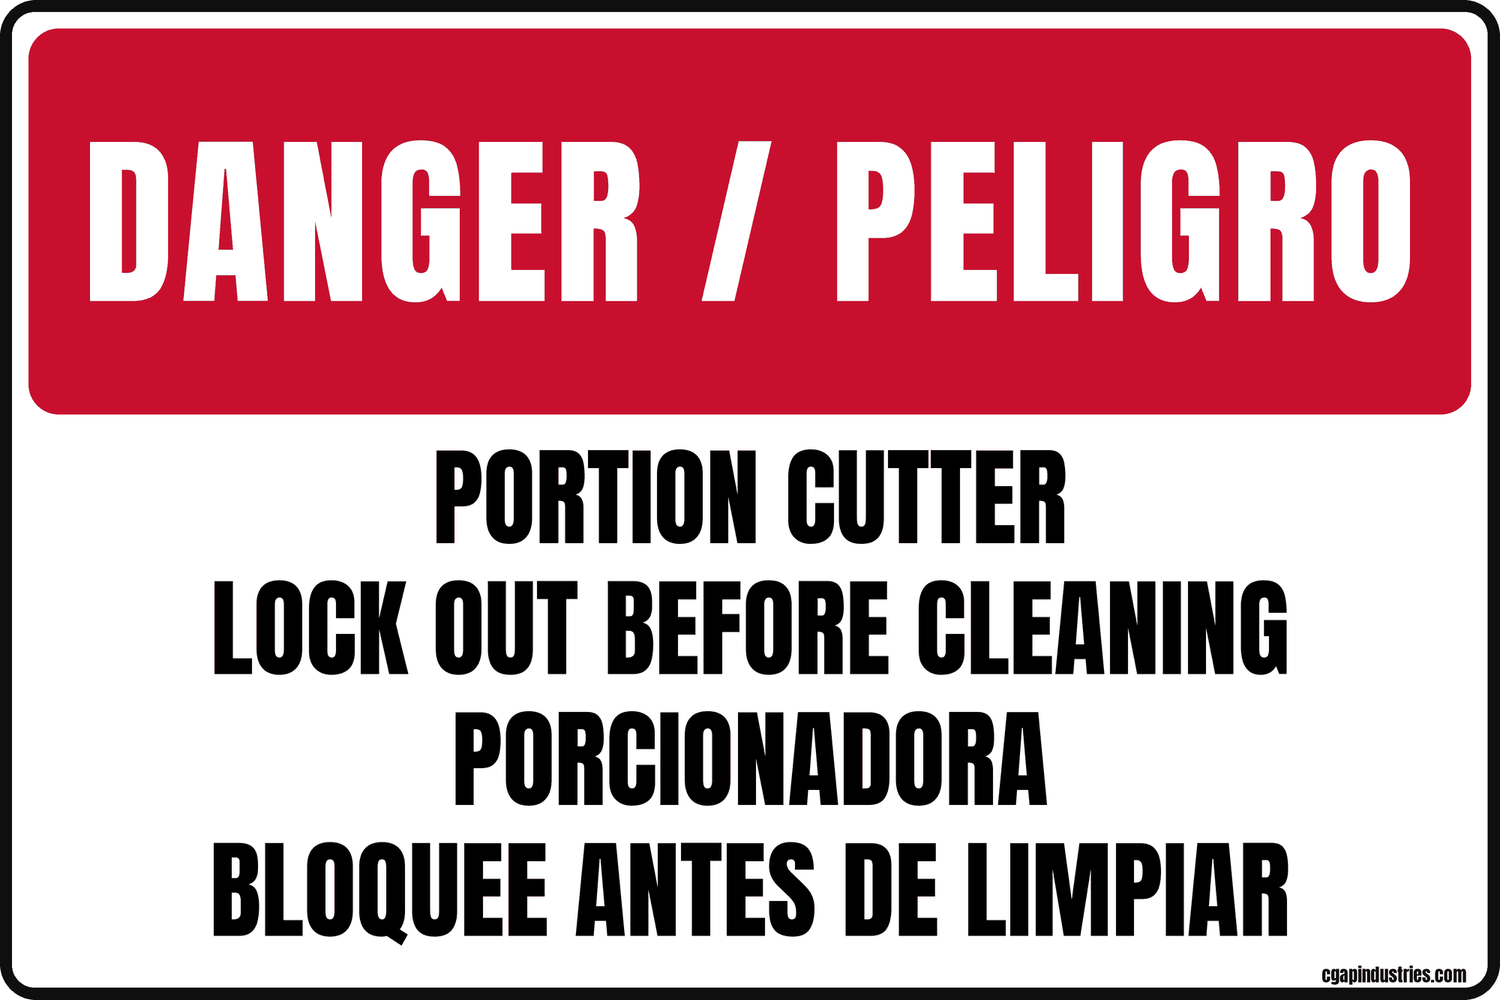 DANGER / PELIGRO
PORTION CUTTER
LOCK OUT BEFORE CLEANING
PORCIONADORA
BLOQUEE ANTES DE LIMPIAR
cgapindustries.com